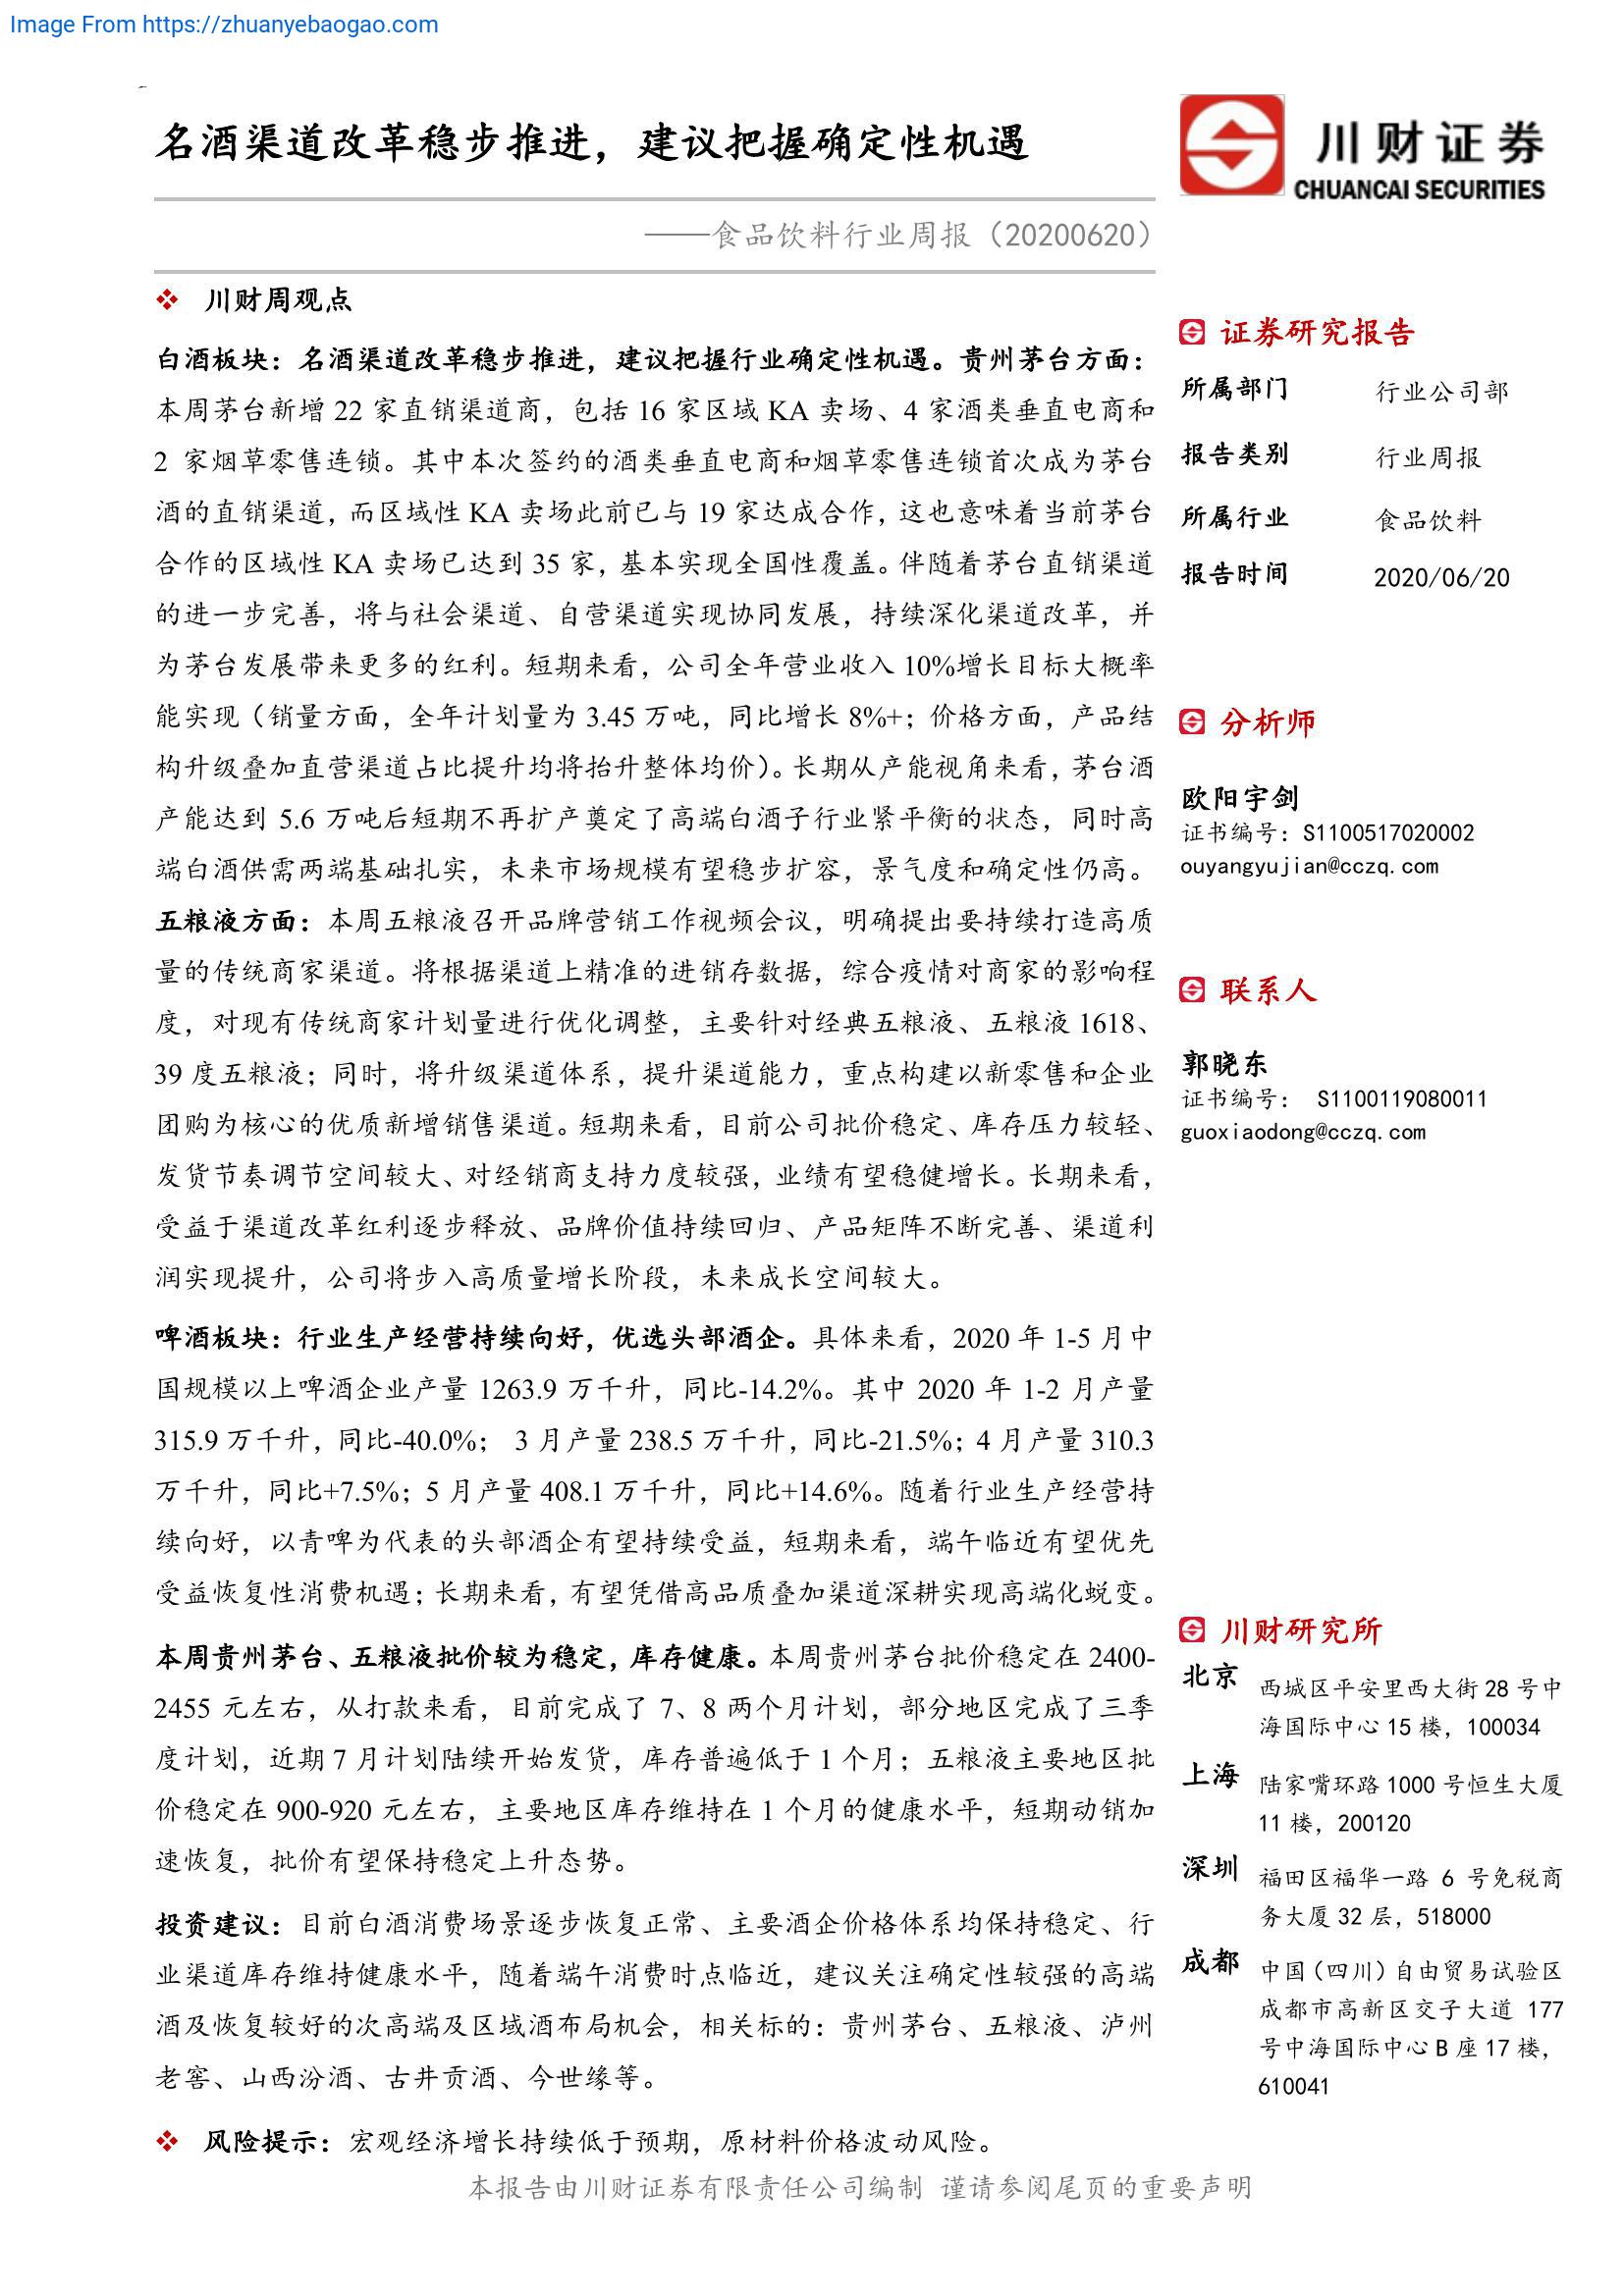 Image From https://zhuanyebaogao.com
名酒渠道改革稳步推进，建议把握确定性机遇
——食品饮料行业周报（20200620）
川财证券
CHUANCAI SECURITIES
❖ 川财周观点
白酒板块：名酒渠道改革稳步推进，建议把握行业确定性机遇。贵州茅台方面：
本周茅台新增 22 家直销渠道商，包括 16 家区域 KA 卖场、4 家酒类垂直电商和
2 家烟草零售连锁。其中本次签约的酒类垂直电商和烟草零售连锁首次成为茅台
酒的直销渠道，而区域性 KA 卖场此前已与 19 家达成合作，这也意味着当前茅台
合作的区域性 KA 卖场已达到 35 家，基本实现全国性覆盖。伴随着茅台直销渠道
的进一步完善，将与社会渠道、自营渠道实现协同发展，持续深化渠道改革，并
为茅台发展带来更多的红利。短期来看，公司全年营业收入 10%增长目标大概率
能实现（销量方面，全年计划量为 3.45 万吨，同比增长 8%+；价格方面，产品结
构升级叠加直营渠道占比提升均将抬升整体均价）。长期从产能视角来看，茅台酒
产能达到 5.6 万吨后短期不再扩产奠定了高端白酒子行业紧平衡的状态，同时高
端白酒供需两端基础扎实，未来市场规模有望稳步扩容，景气度和确定性仍高。
五粮液方面：本周五粮液召开品牌营销工作视频会议，明确提出要持续打造高质
量的传统商家渠道。将根据渠道上精准的进销存数据，综合疫情对商家的影响程
度，对现有传统商家计划量进行优化调整，主要针对经典五粮液、五粮液 1618、
39 度五粮液；同时，将升级渠道体系，提升渠道能力，重点构建以新零售和企业
团购为核心的优质新增销售渠道。短期来看，目前公司批价稳定、库存压力较轻、
发货节奏调节空间较大、对经销商支持力度较强，业绩有望稳健增长。长期来看，
受益于渠道改革红利逐步释放、品牌价值持续回归、产品矩阵不断完善、渠道利
润实现提升，公司将步入高质量增长阶段，未来成长空间较大。
啤酒板块：行业生产经营持续向好，优选头部酒企。具体来看，2020 年 1-5 月中
国规模以上啤酒企业产量 1263.9 万千升，同比-14.2%。其中 2020 年 1-2 月产量
315.9 万千升，同比-40.0%； 3 月产量 238.5 万千升，同比-21.5%；4 月产量 310.3
万千升，同比+7.5%；5 月产量 408.1 万千升，同比+14.6%。随着行业生产经营持
续向好，以青啤为代表的头部酒企有望持续受益，短期来看，端午临近有望优先
受益恢复性消费机遇；长期来看，有望凭借高品质叠加渠道深耕实现高端化蜕变。
本周贵州茅台、五粮液批价较为稳定，库存健康。本周贵州茅台批价稳定在 2400-
2455 元左右，从打款来看，目前完成了 7、8 两个月计划，部分地区完成了三季
度计划，近期 7 月计划陆续开始发货，库存普遍低于 1 个月；五粮液主要地区批
价稳定在 900-920 元左右，主要地区库存维持在 1 个月的健康水平，短期动销加
速恢复，批价有望保持稳定上升态势。
投资建议：目前白酒消费场景逐步恢复正常、主要酒企价格体系均保持稳定、行
业渠道库存维持健康水平，随着端午消费时点临近，建议关注确定性较强的高端
酒及恢复较好的次高端及区域酒布局机会，相关标的：贵州茅台、五粮液、泸州
老窖、山西汾酒、古井贡酒、今世缘等。
❖ 风险提示：宏观经济增长持续低于预期，原材料价格波动风险。
证券研究报告
所属部门 行业公司部
报告类别 行业周报
所属行业 食品饮料
报告时间 2020/06/20
分析师
欧阳宇剑
证书编号：S1100517020002
ouyangyujian@cczq.com
联系人
郭晓东
证书编号： S1100119080011
guoxiaodong@cczq.com
川财研究所
北京 西城区平安里西大街 28 号中
海国际中心 15 楼，100034
上海 陆家嘴环路 1000 号恒生大厦
11 楼，200120
深圳 福田区福华一路 6 号免税商
务大厦 32 层，518000
成都 中国（四川）自由贸易试验区
成都市高新区交子大道 177
号中海国际中心 B 座 17 楼，
610041
本报告由川财证券有限责任公司编制 谨请参阅尾页的重要声明